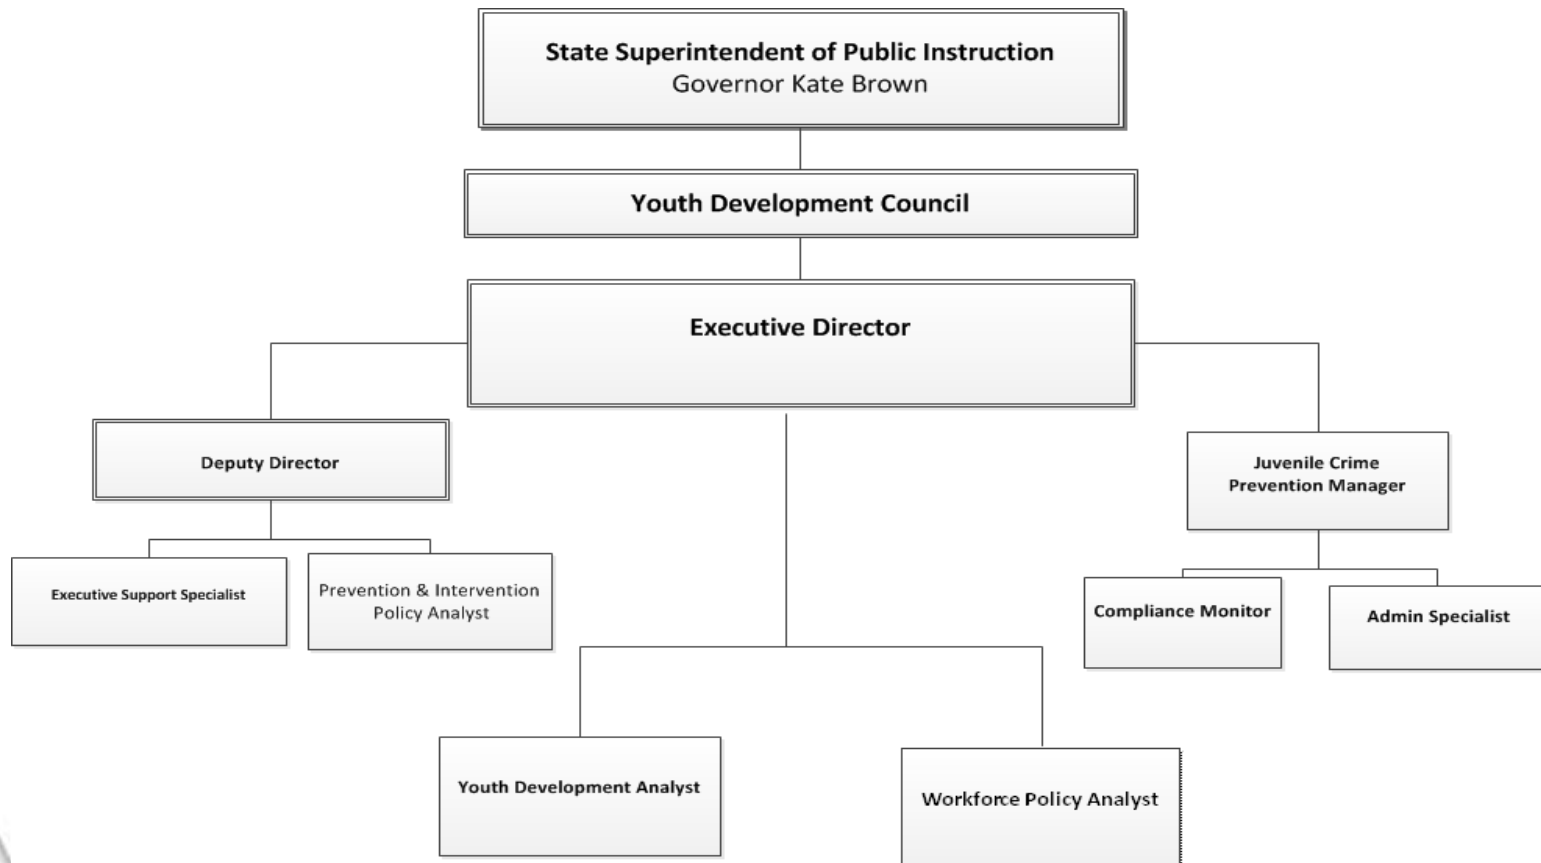 State Superintendent of Public Instruction
Governor Kate Brown
Youth Development Council
Executive Director
Deputy Director
Juvenile Crime
Prevention Manager
Executive Support Specialist
Prevention & Intervention
Policy Analyst
Compliance Monitor
Admin Specialist
Youth Development Analyst
Workforce Policy Analyst